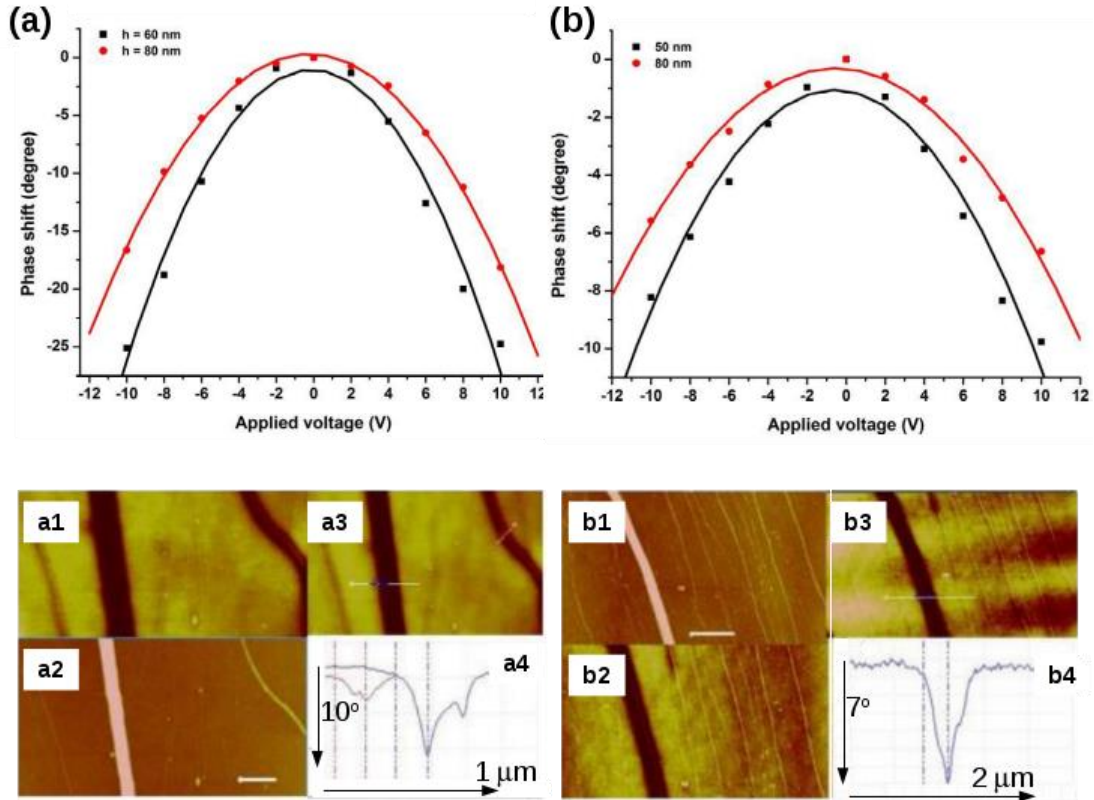 (a)
h = 60 nm
h = 80 nm
0
-5
-10
-15
-20
-25
Phase shift (degree)
-12 -10 -8 -6 -4 -2 0 2 4 6 8 10 12
Applied voltage (V)
(b)
50 nm
80 nm
0
-2
-4
-6
-8
-10
Phase shift (degree)
-12 -10 -8 -6 -4 -2 0 2 4 6 8 10 12
Applied voltage (V)
a1
a3
a2
a4
10º
1 μm
b1
b3
b2
b4
7º
2 μm